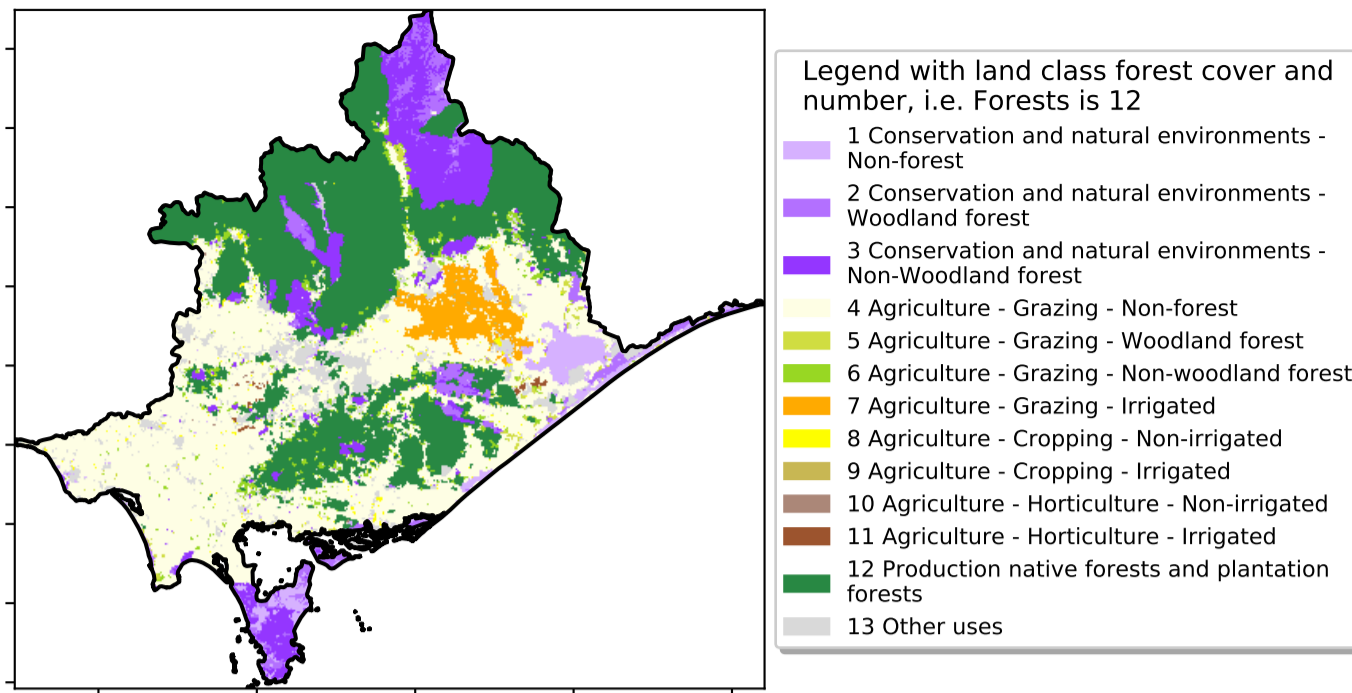 Legend with land class forest cover and
number, i.e. Forests is 12
1 Conservation and natural environments -
Non-forest
2 Conservation and natural environments -
Woodland forest
3 Conservation and natural environments -
Non-Woodland forest
4 Agriculture - Grazing - Non-forest
5 Agriculture - Grazing - Woodland forest
6 Agriculture - Grazing - Non-woodland forest
7 Agriculture - Grazing - Irrigated
8 Agriculture - Cropping - Non-irrigated
9 Agriculture - Cropping - Irrigated
10 Agriculture - Horticulture - Non-irrigated
11 Agriculture - Horticulture - Irrigated
12 Production native forests and plantation
forests
13 Other uses